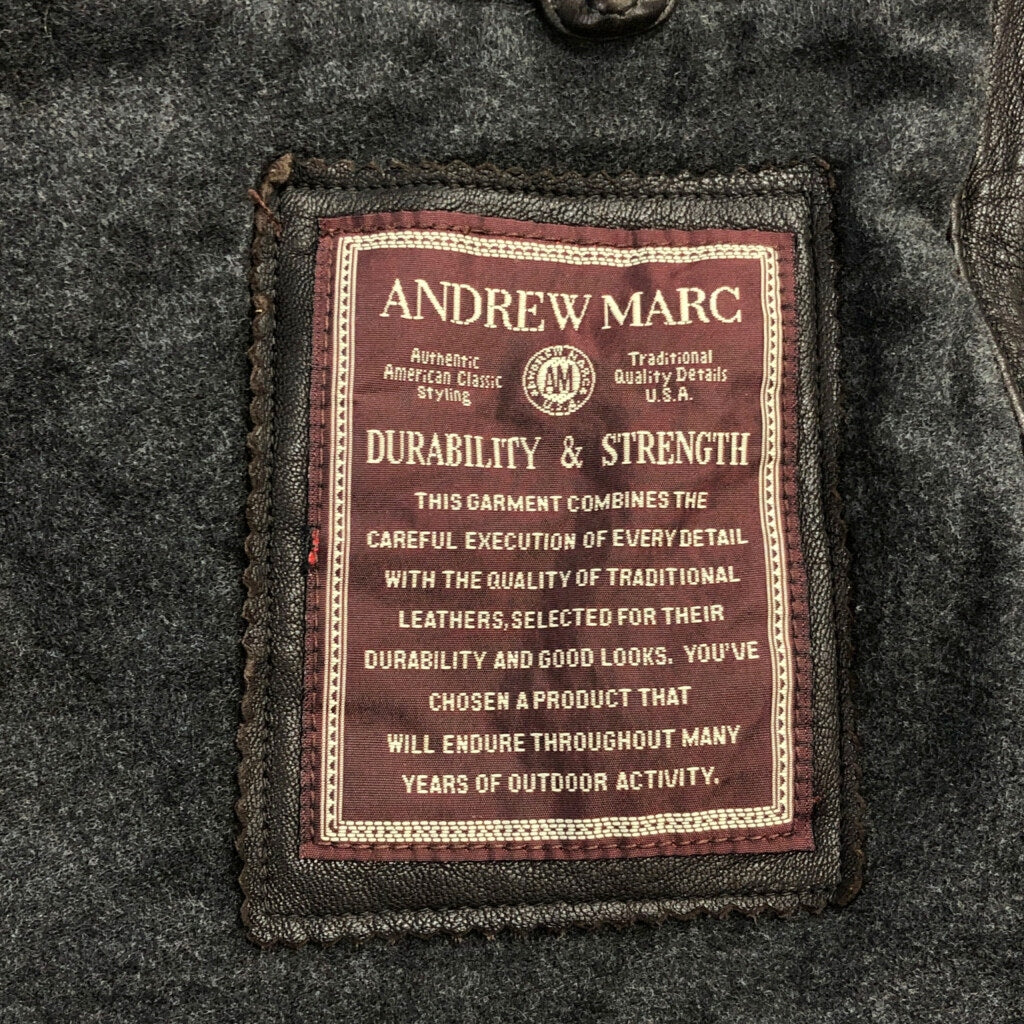 ANDREW MARC
Authentic
American Classic
Styling
ANDREW MARC
AM
U.S.A.
Traditional
Quality Details
U.S.A.
DURABILITY & STRENGTH
THIS GARMENT COMBINES THE
CAREFUL EXECUTION OF EVERY DETAIL
WITH THE QUALITY OF TRADITIONAL
LEATHERS, SELECTED FOR THEIR
DURABILITY AND GOOD LOOKS. YOU'VE
CHOSEN A PRODUCT THAT
WILL ENDURE THROUGHOUT MANY
YEARS OF OUTDOOR ACTIVITY.